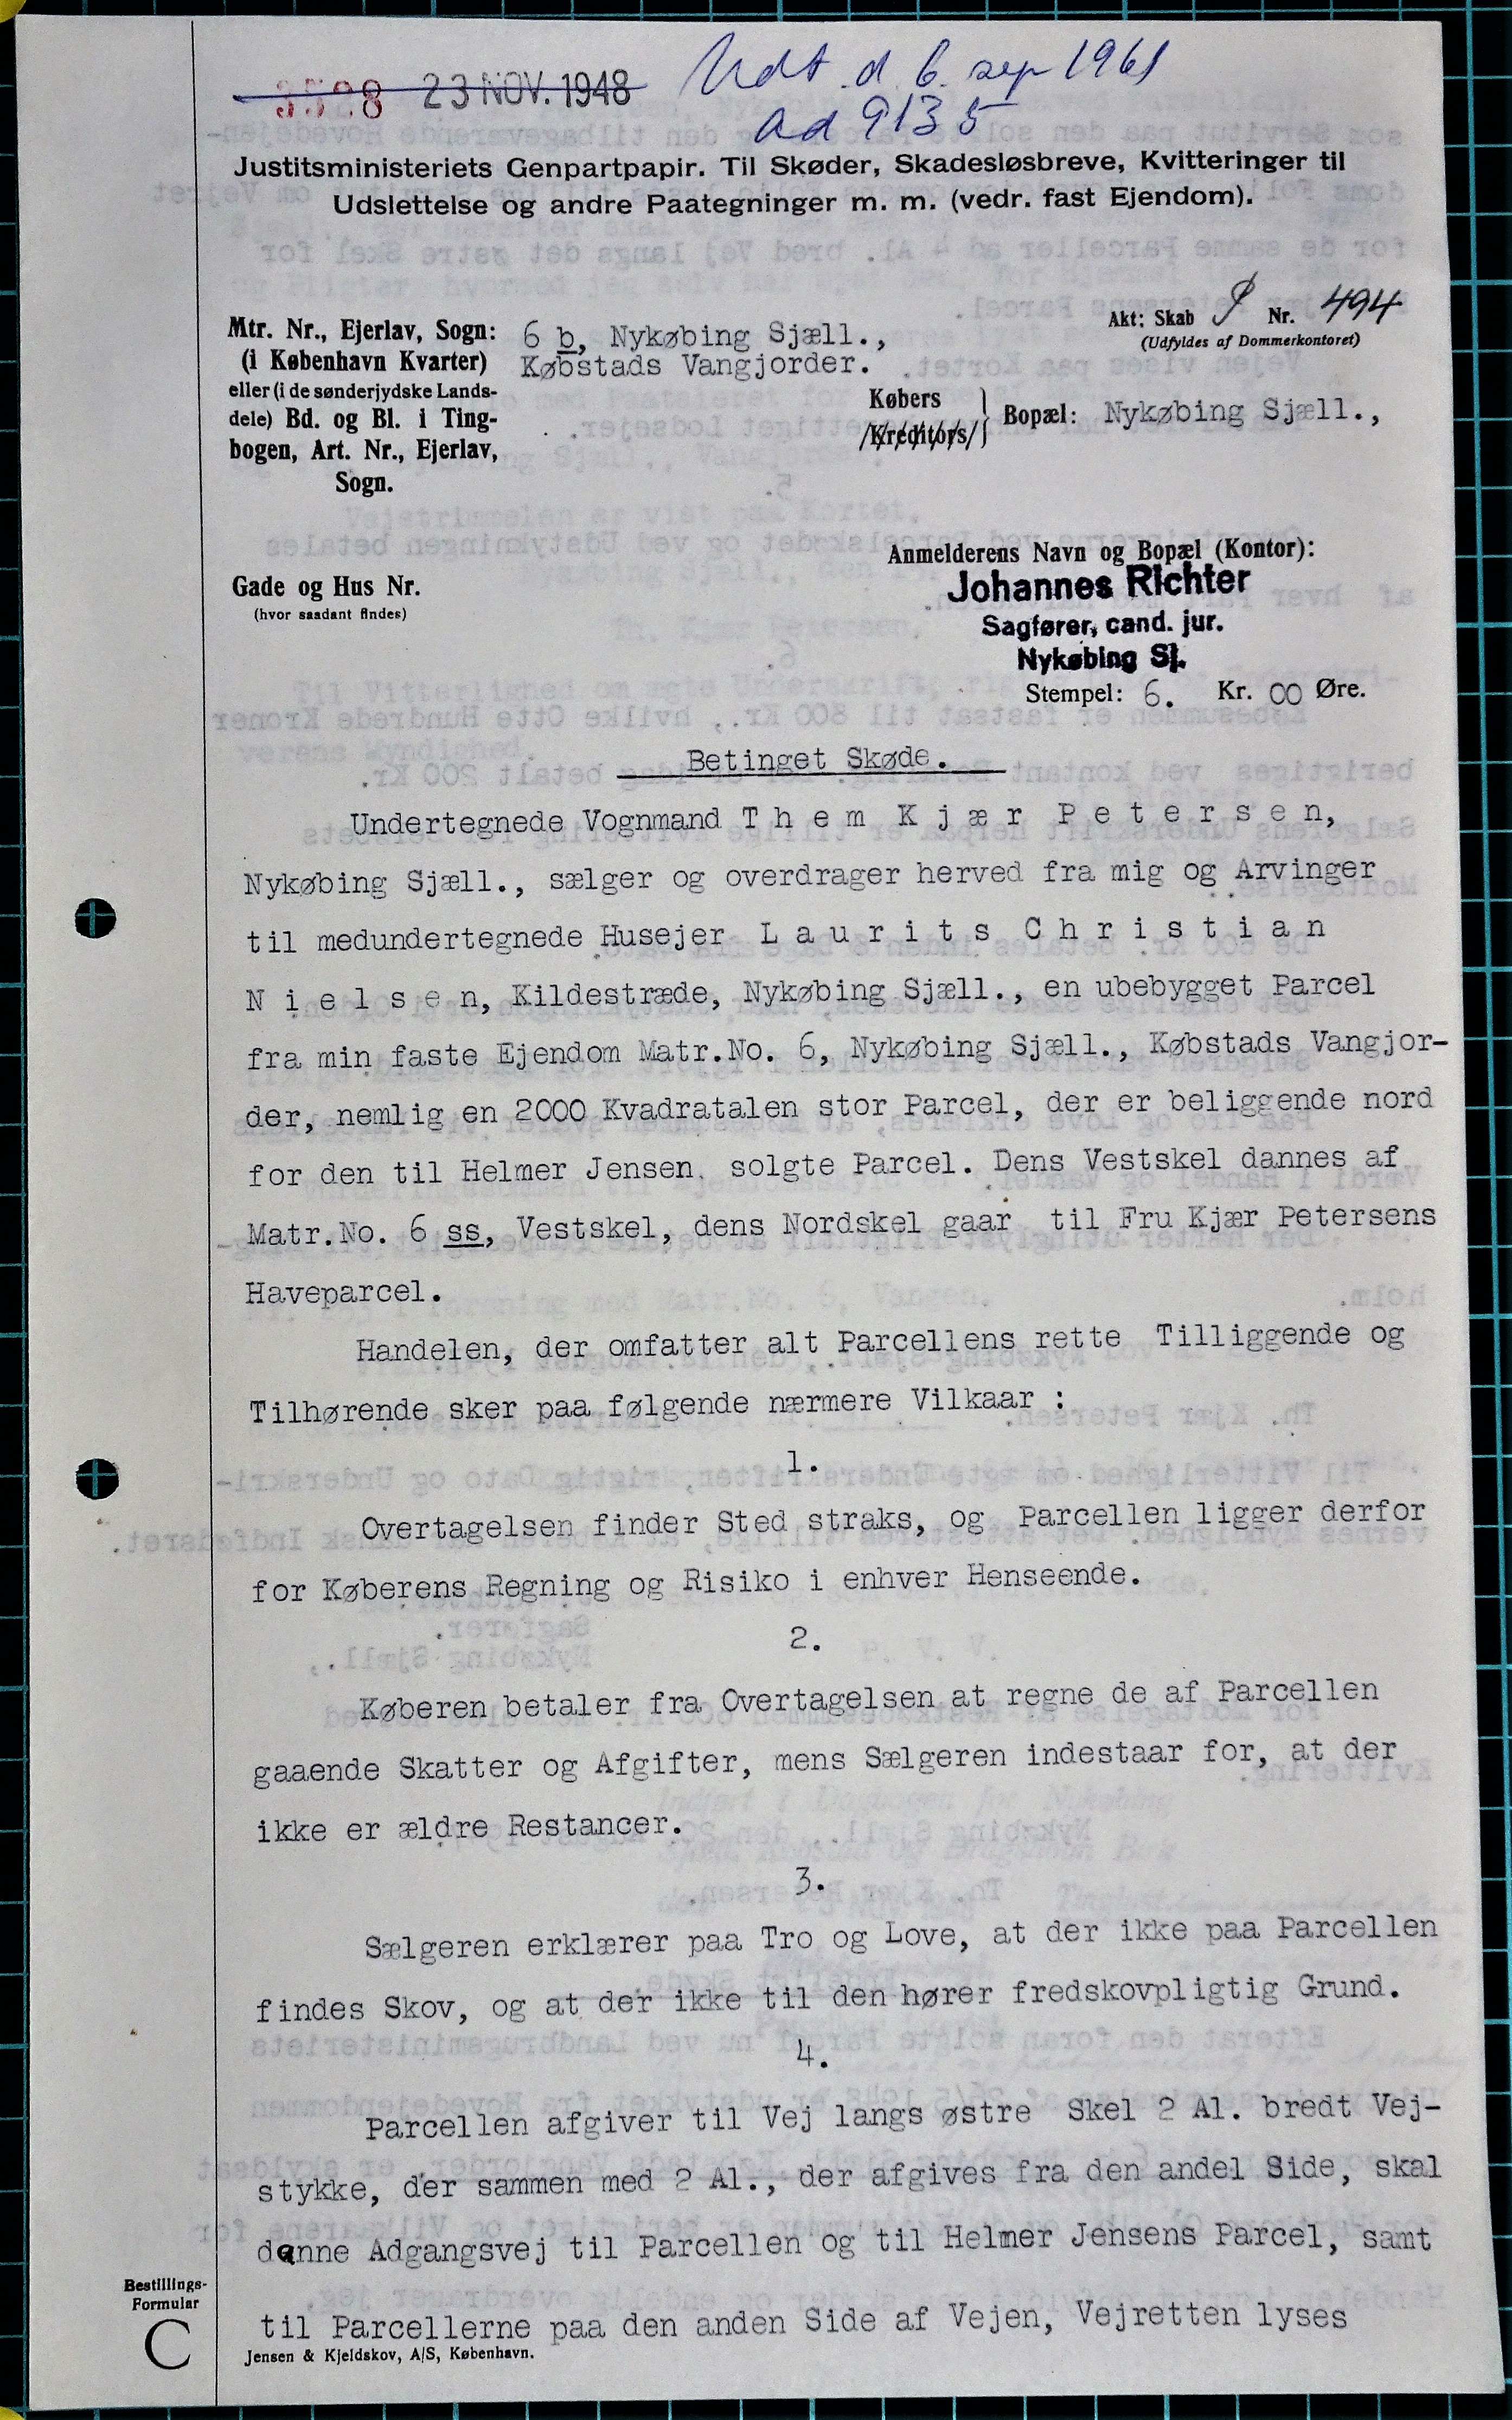 3528 23 NOV. 1948 Udt d. 6. sep 1961
ad 9135
Justitsministeriets Genpartpapir. Til Skøder, Skadesløsbreve, Kvitteringer til
Udslettelse og andre Paategninger m. m. (vedr. fast Ejendom).
Akt: Skab Nr. 494
(Udfyldes af Dommerkontoret)
Mtr. Nr., Ejerlav, Sogn: 6 b, Nykøbing Sjæll.,
(i København Kvarter) Købstads Vangjorder.
eller (i de sønderjydske Lands-
dele) Bd. og Bl. i Ting-
bogen, Art. Nr., Ejerlav,
Sogn.
Købers
Kreditors } Bopæl: Nykøbing Sjæll.,
Gade og Hus Nr.
(hvor saadant findes)
Anmelderens Navn og Bopæl (Kontor):
Johannes Richter
Sagfører, cand. jur.
Nykøbing Sj.
Stempel: 6. Kr. 00 Øre.
Betinget Skøde.
Undertegnede Vognmand T h e m K j æ r P e t e r s e n,
Nykøbing Sjæll., sælger og overdrager herved fra mig og Arvinger
til medundertegnede Husejer L a u r i t s C h r i s t i a n
N i e l s e n, Kildestræde, Nykøbing Sjæll., en ubebygget Parcel
fra min faste Ejendom Matr.No. 6, Nykøbing Sjæll., Købstads Vangjor-
der, nemlig en 2000 Kvadratalen stor Parcel, der er beliggende nord
for den til Helmer Jensen solgte Parcel. Dens Vestskel dannes af
Matr.No. 6 ss, Vestskel, dens Nordskel gaar til Fru Kjær Petersens
Haveparcel.
Handelen, der omfatter alt Parcellens rette Tilliggende og
Tilhørende sker paa følgende nærmere Vilkaar :
1.
Overtagelsen finder Sted straks, og Parcellen ligger derfor
for Køberens Regning og Risiko i enhver Henseende.
2.
Køberen betaler fra Overtagelsen at regne de af Parcellen
gaaende Skatter og Afgifter, mens Sælgeren indestaar for, at der
ikke er ældre Restancer.
3.
Sælgeren erklærer paa Tro og Love, at der ikke paa Parcellen
findes Skov, og at der ikke til den hører fredskovpligtig Grund.
4.
Parcellen afgiver til Vej langs østre Skel 2 Al. bredt Vej-
stykke, der sammen med 2 Al., der afgives fra den andel Side, skal
danne Adgangsvej til Parcellen og til Helmer Jensens Parcel, samt
til Parcellerne paa den anden Side af Vejen, Vejretten lyses
Bestillings-
Formular
C
Jensen & Kjeldskov, A/S, København.